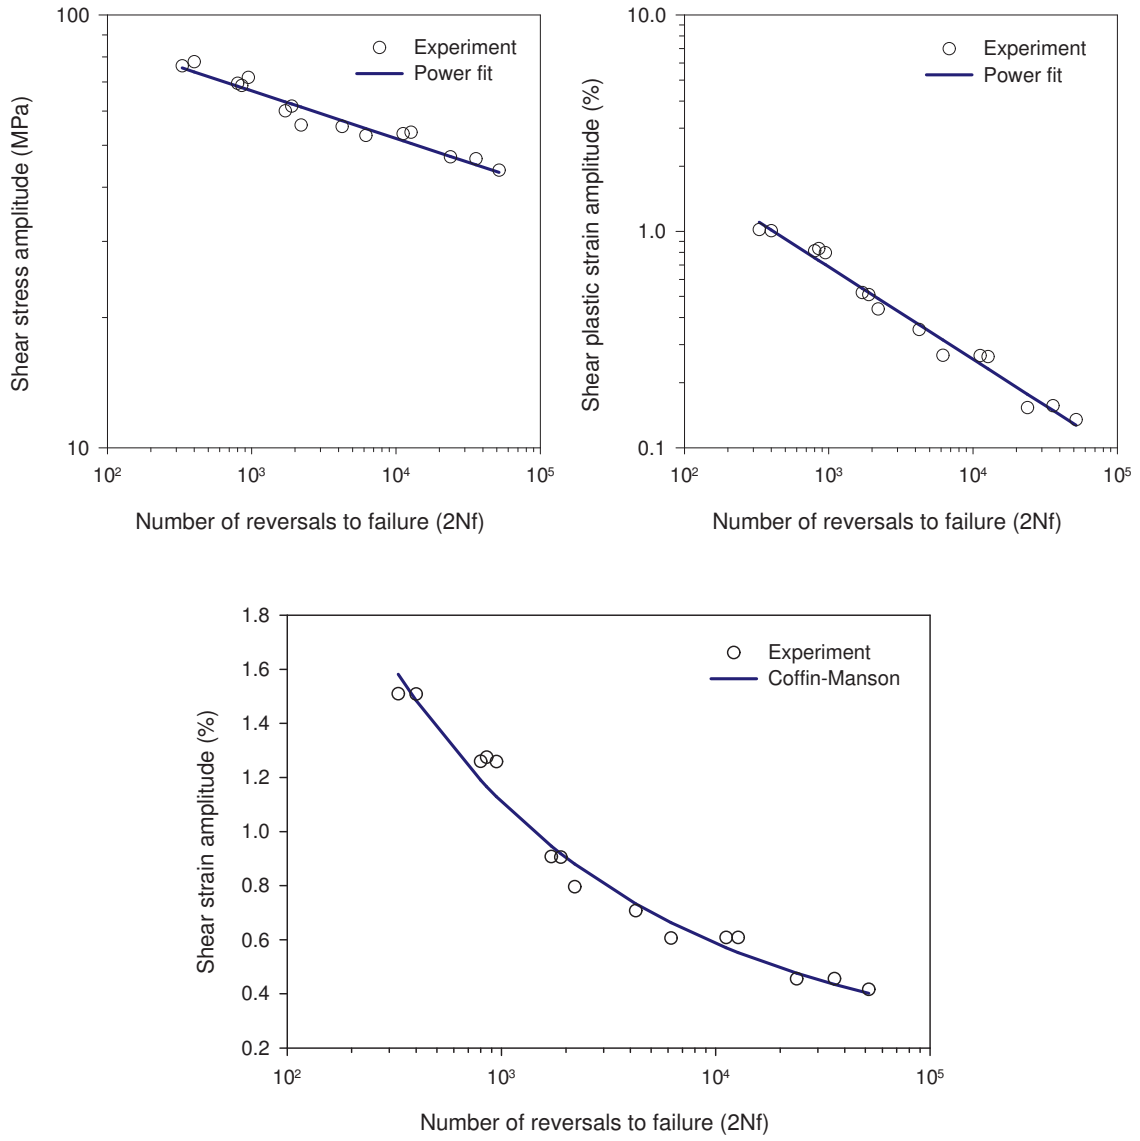 100
10
Shear stress amplitude (MPa)
Experiment
Power fit
10² 10³ 10⁴ 10⁵
Number of reversals to failure (2Nf)
10.0
1.0
0.1
Shear plastic strain amplitude (%)
Experiment
Power fit
10² 10³ 10⁴ 10⁵
Number of reversals to failure (2Nf)
1.8
1.6
1.4
1.2
1.0
0.8
0.6
0.4
0.2
Shear strain amplitude (%)
Experiment
Coffin-Manson
10² 10³ 10⁴ 10⁵
Number of reversals to failure (2Nf)